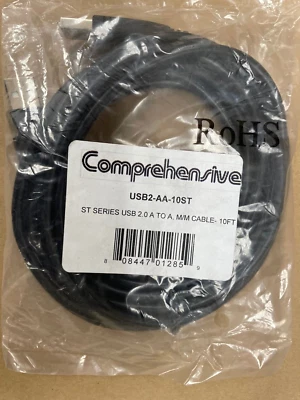 RoHS
Comprehensive
USB2-AA-10ST
ST SERIES USB 2.0 A TO A, M/M CABLE- 10FT
8 08447 01285 9